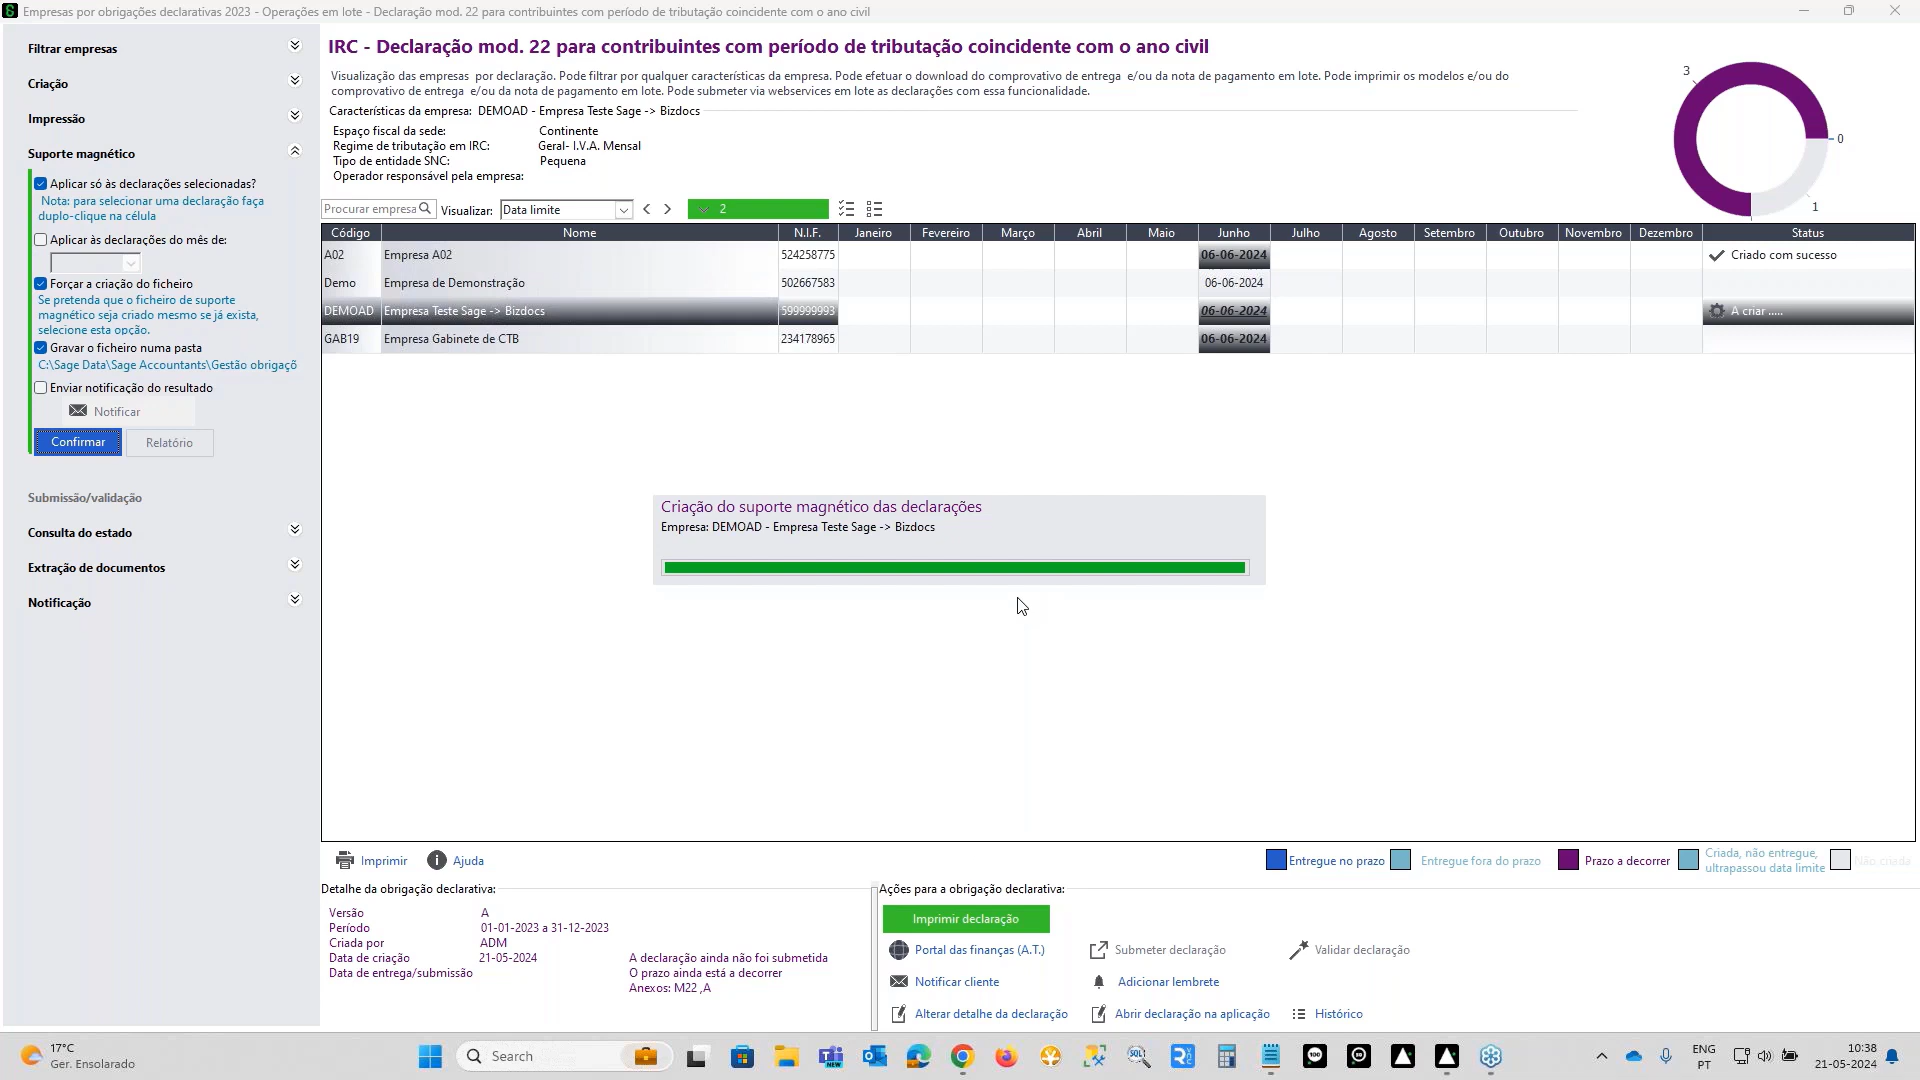 Empresas por obrigações declarativas 2023 - Operações em lote - Declaração mod. 22 para contribuintes com período de tributação coincidente com o ano civil
Filtrar empresas
Criação
Impressão
Suporte magnético
Aplicar só às declarações selecionadas?
Nota: para selecionar uma declaração faça
duplo-clique na célula
Aplicar às declarações do mês de:
Forçar a criação do ficheiro
Se pretenda que o ficheiro de suporte
magnético seja criado mesmo se já exista,
selecione esta opção.
Gravar o ficheiro numa pasta
C:\Sage Data\Sage Accountants\Gestão obrigaçõ
Enviar notificação do resultado
Notificar
Confirmar Relatório
Submissão/validação
Consulta do estado
Extração de documentos
Notificação
IRC - Declaração mod. 22 para contribuintes com período de tributação coincidente com o ano civil
Visualização das empresas por declaração. Pode filtrar por qualquer características da empresa. Pode efetuar o download do comprovativo de entrega e/ou da nota de pagamento em lote. Pode imprimir os modelos e/ou do
comprovativo de entrega e/ou da nota de pagamento em lote. Pode submeter via webservices em lote as declarações com essa funcionalidade.
Características da empresa: DEMOAD - Empresa Teste Sage -> Bizdocs
Espaço fiscal da sede: Continente
Regime de tributação em IRC: Geral- I.V.A. Mensal
Tipo de entidade SNC: Pequena
Operador responsável pela empresa:
3
0
1
Procurar empresa Visualizar: Data limite 2
Código Nome N.I.F. Janeiro Fevereiro Março Abril Maio Junho Julho Agosto Setembro Outubro Novembro Dezembro Status
A02 Empresa A02 524258775 06-06-2024 Criado com sucesso
Demo Empresa de Demonstração 502667583 06-06-2024
DEMOAD Empresa Teste Sage -> Bizdocs 599999993 06-06-2024 A criar .....
GAB19 Empresa Gabinete de CTB 234178965 06-06-2024
Criação do suporte magnético das declarações
Empresa: DEMOAD - Empresa Teste Sage -> Bizdocs
Imprimir Ajuda
Entregue no prazo Entregue fora do prazo Prazo a decorrer Criada, não entregue,
ultrapassou data limite Não criada
Detalhe da obrigação declarativa:
Versão A
Período 01-01-2023 a 31-12-2023
Criada por ADM
Data de criação 21-05-2024 A declaração ainda não foi submetida
Data de entrega/submissão O prazo ainda está a decorrer
Anexos: M22 ,A
Ações para a obrigação declarativa:
Imprimir declaração
Portal das finanças (A.T.) Submeter declaração Validar declaração
Notificar cliente Adicionar lembrete
Alterar detalhe da declaração Abrir declaração na aplicação Histórico
17°C
Ger. Ensolarado
Search
ENG
PT
10:38
21-05-2024